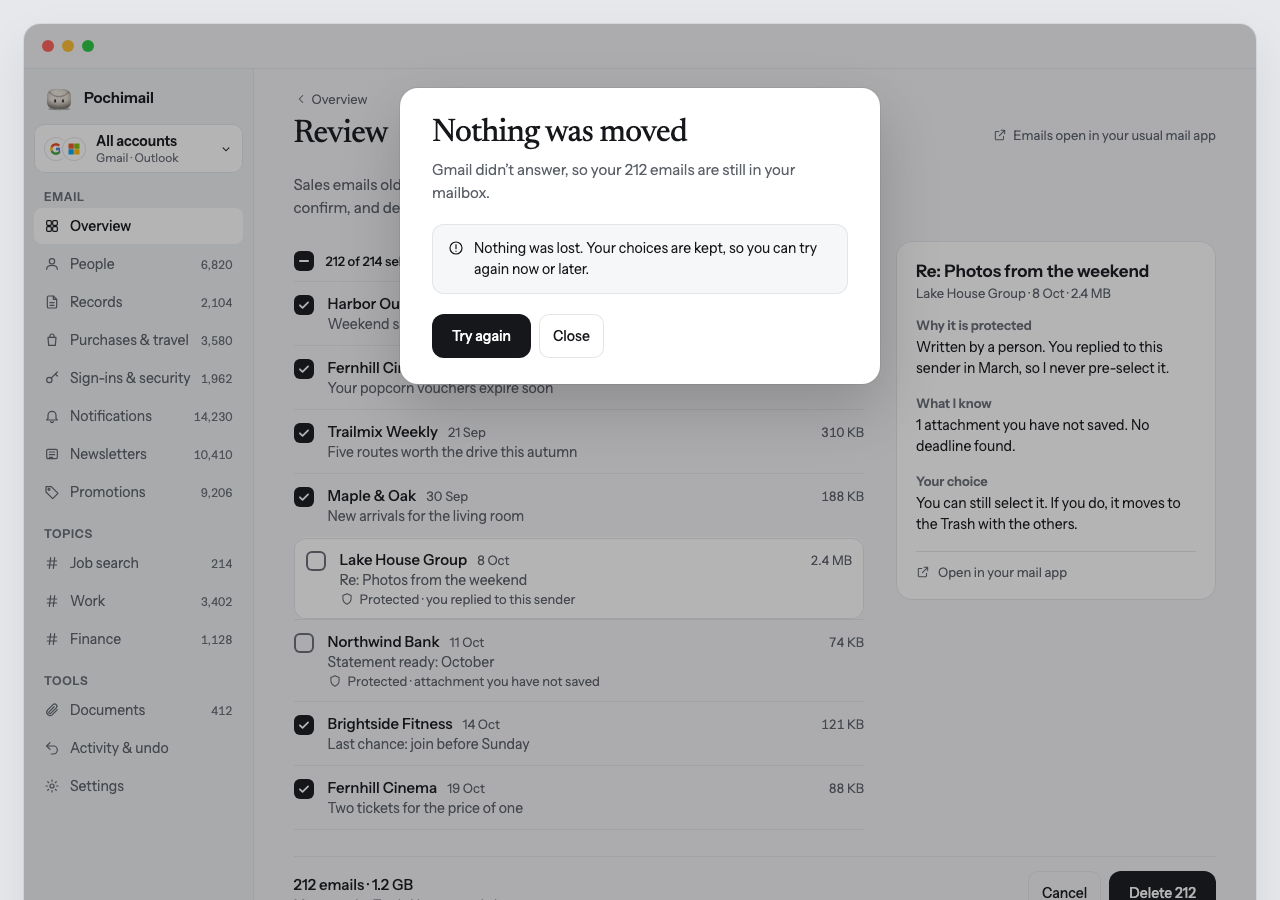 Pochimail
All accounts
Gmail · Outlook
EMAIL
Overview
People 6,820
Records 2,104
Purchases & travel 3,580
Sign-ins & security 1,962
Notifications 14,230
Newsletters 10,410
Promotions 9,206
TOPICS
# Job search 214
# Work 3,402
# Finance 1,128
TOOLS
Documents 412
Activity & undo
Settings
Overview
Review
Emails open in your usual mail app
Sales emails old
confirm, and de
Nothing was moved
Gmail didn’t answer, so your 212 emails are still in your
mailbox.
Nothing was lost. Your choices are kept, so you can try
again now or later.
Try again
Close
212 of 214 sel
Harbor Ou
Weekend s
Fernhill Ci
Your popcorn vouchers expire soon
Trailmix Weekly 21 Sep 310 KB
Five routes worth the drive this autumn
Maple & Oak 30 Sep 188 KB
New arrivals for the living room
Lake House Group 8 Oct 2.4 MB
Re: Photos from the weekend
Protected · you replied to this sender
Northwind Bank 11 Oct 74 KB
Statement ready: October
Protected · attachment you have not saved
Brightside Fitness 14 Oct 121 KB
Last chance: join before Sunday
Fernhill Cinema 19 Oct 88 KB
Two tickets for the price of one
Re: Photos from the weekend
Lake House Group · 8 Oct · 2.4 MB
Why it is protected
Written by a person. You replied to this
sender in March, so I never pre-select it.
What I know
1 attachment you have not saved. No
deadline found.
Your choice
You can still select it. If you do, it moves to
the Trash with the others.
Open in your mail app
212 emails · 1.2 GB
Cancel
Delete 212